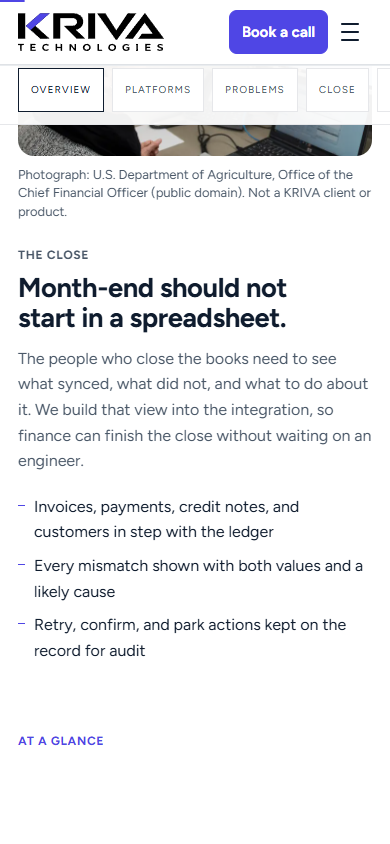 KRIVA
TECHNOLOGIES
Book a call
OVERVIEW
PLATFORMS
PROBLEMS
CLOSE
Photograph: U.S. Department of Agriculture, Office of the
Chief Financial Officer (public domain). Not a KRIVA client or
product.
THE CLOSE
Month-end should not
start in a spreadsheet.
The people who close the books need to see
what synced, what did not, and what to do about
it. We build that view into the integration, so
finance can finish the close without waiting on an
engineer.
– Invoices, payments, credit notes, and
customers in step with the ledger
– Every mismatch shown with both values and a
likely cause
– Retry, confirm, and park actions kept on the
record for audit
AT A GLANCE